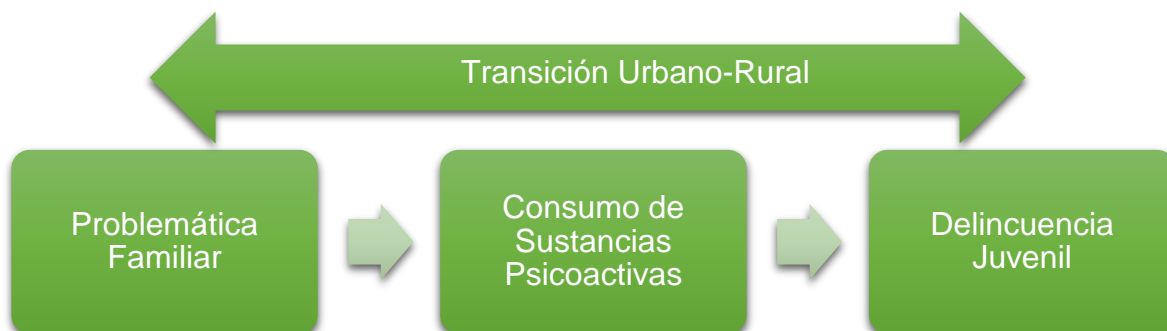 Transición Urbano-Rural
Problemática
Familiar
Consumo de
Sustancias
Psicoactivas
Delincuencia
Juvenil